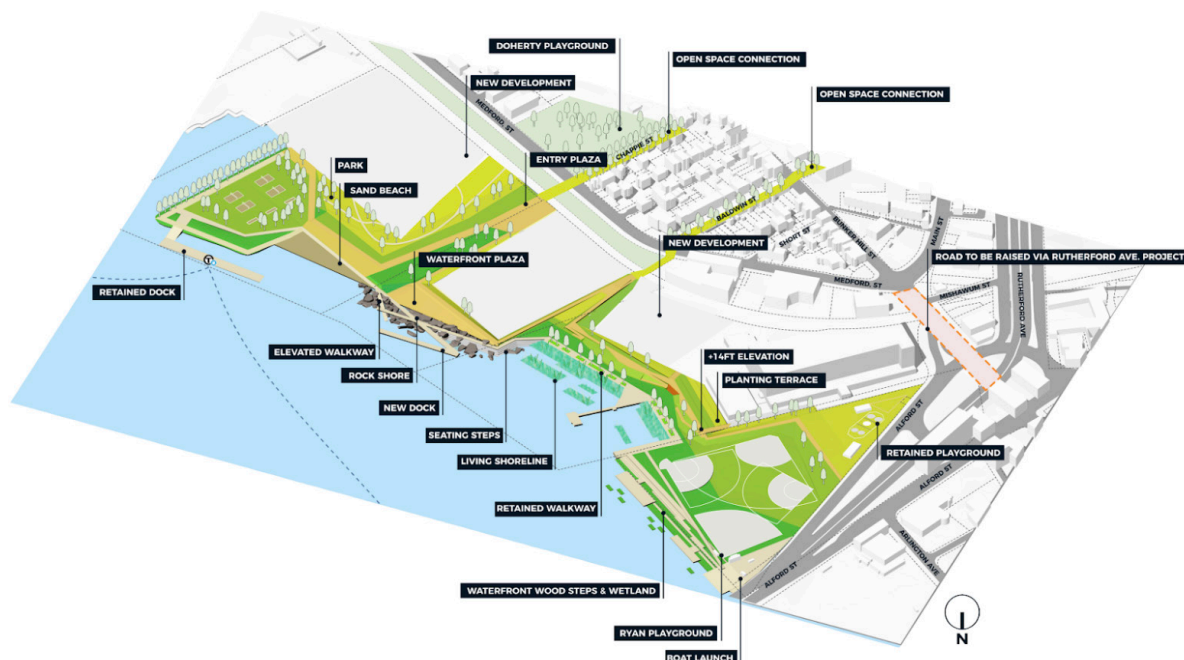 DOHERTY PLAYGROUND
OPEN SPACE CONNECTION
NEW DEVELOPMENT
OPEN SPACE CONNECTION
MEDFORD, ST
CHAPPIE ST
PARK
ENTRY PLAZA
SAND BEACH
BALDWIN ST
BUNKER HILL ST
MAIN ST
SHORT ST
NEW DEVELOPMENT
ROAD TO BE RAISED VIA RUTHERFORD AVE. PROJECT
WATERFRONT PLAZA
MEDFORD, ST
MISHAWUM ST
RUTHERFORD AVE
T
RETAINED DOCK
ELEVATED WALKWAY
+14FT ELEVATION
ROCK SHORE
PLANTING TERRACE
NEW DOCK
ALFORD ST
SEATING STEPS
RETAINED PLAYGROUND
LIVING SHORELINE
ALFORD ST
RETAINED WALKWAY
ARLINGTON AVE
ALFORD ST
WATERFRONT WOOD STEPS & WETLAND
RYAN PLAYGROUND
N
BOAT LAUNCH